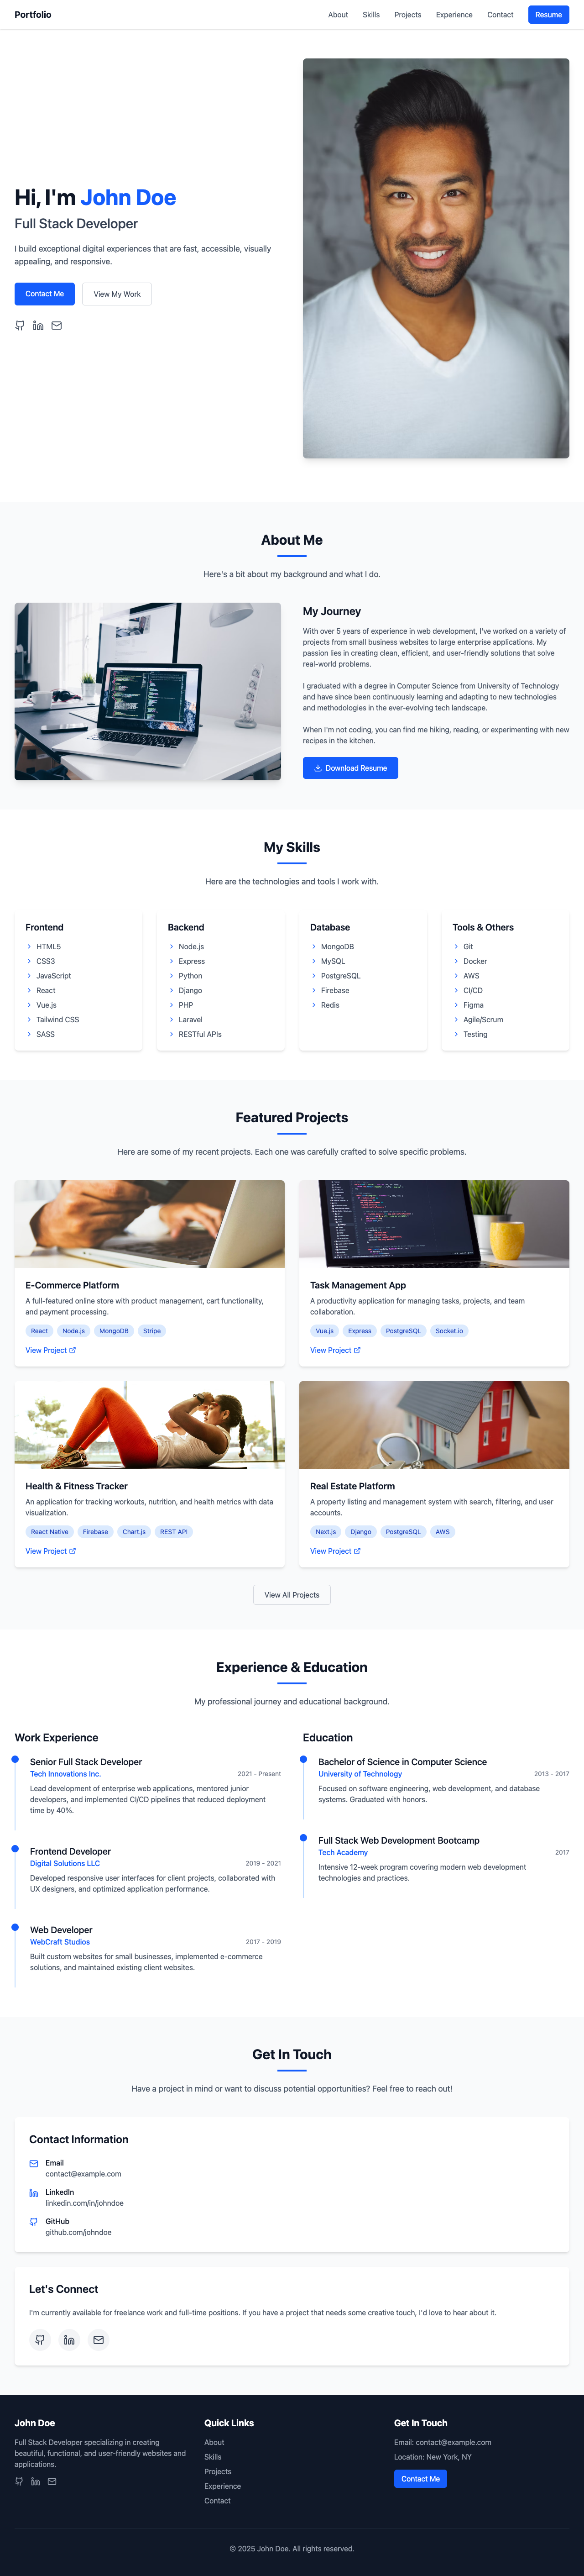 Portfolio
About Skills Projects Experience Contact Resume
Hi, I'm John Doe
Full Stack Developer
I build exceptional digital experiences that are fast, accessible, visually
appealing, and responsive.
Contact Me View My Work
About Me
Here's a bit about my background and what I do.
My Journey
With over 5 years of experience in web development, I've worked on a variety of
projects from small business websites to large enterprise applications. My
passion lies in creating clean, efficient, and user-friendly solutions that solve
real-world problems.
I graduated with a degree in Computer Science from University of Technology
and have since been continuously learning and adapting to new technologies
and methodologies in the ever-evolving tech landscape.
When I'm not coding, you can find me hiking, reading, or experimenting with new
recipes in the kitchen.
Download Resume
My Skills
Here are the technologies and tools I work with.
Frontend
HTML5
CSS3
JavaScript
React
Vue.js
Tailwind CSS
SASS
Backend
Node.js
Express
Python
Django
PHP
Laravel
RESTful APIs
Database
MongoDB
MySQL
PostgreSQL
Firebase
Redis
Tools & Others
Git
Docker
AWS
CI/CD
Figma
Agile/Scrum
Testing
Featured Projects
Here are some of my recent projects. Each one was carefully crafted to solve specific problems.
E-Commerce Platform
A full-featured online store with product management, cart functionality,
and payment processing.
React Node.js MongoDB Stripe
View Project
Task Management App
A productivity application for managing tasks, projects, and team
collaboration.
Vue.js Express PostgreSQL Socket.io
View Project
Health & Fitness Tracker
An application for tracking workouts, nutrition, and health metrics with data
visualization.
React Native Firebase Chart.js REST API
View Project
Real Estate Platform
A property listing and management system with search, filtering, and user
accounts.
Next.js Django PostgreSQL AWS
View Project
View All Projects
Experience & Education
My professional journey and educational background.
Work Experience
Senior Full Stack Developer
Tech Innovations Inc. 2021 - Present
Lead development of enterprise web applications, mentored junior
developers, and implemented CI/CD pipelines that reduced deployment
time by 40%.
Frontend Developer
Digital Solutions LLC 2019 - 2021
Developed responsive user interfaces for client projects, collaborated with
UX designers, and optimized application performance.
Web Developer
WebCraft Studios 2017 - 2019
Built custom websites for small businesses, implemented e-commerce
solutions, and maintained existing client websites.
Education
Bachelor of Science in Computer Science
University of Technology 2013 - 2017
Focused on software engineering, web development, and database
systems. Graduated with honors.
Full Stack Web Development Bootcamp
Tech Academy 2017
Intensive 12-week program covering modern web development
technologies and practices.
Get In Touch
Have a project in mind or want to discuss potential opportunities? Feel free to reach out!
Contact Information
Email
contact@example.com
LinkedIn
linkedin.com/in/johndoe
GitHub
github.com/johndoe
Let's Connect
I'm currently available for freelance work and full-time positions. If you have a project that needs some creative touch, I'd love to hear about it.
John Doe
Full Stack Developer specializing in creating
beautiful, functional, and user-friendly websites and
applications.
Quick Links
About
Skills
Projects
Experience
Contact
Get In Touch
Email: contact@example.com
Location: New York, NY
Contact Me
© 2025 John Doe. All rights reserved.